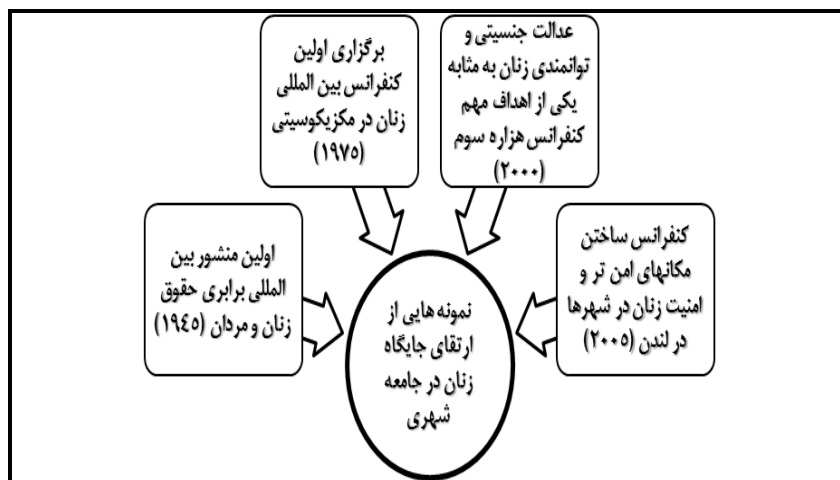 عدالت جنسیتی و
توانمندی زنان به مثابه
یکی از اهداف مهم
کنفرانس هزاره سوم
(۲۰۰۰)
برگزاری اولین
کنفرانس بین المللی
زنان در مکزیکوسیتی
(۱۹۷۵)
کنفرانس ساختن
مکانهای امن تر و
امنیت زنان در شهرها
در لندن (۲۰۰۵)
اولین منشور بین
المللی برابری حقوق
زنان و مردان (۱۹٤۵)
نمونه هایی از
ارتقای جایگاه
زنان در جامعه
شهری